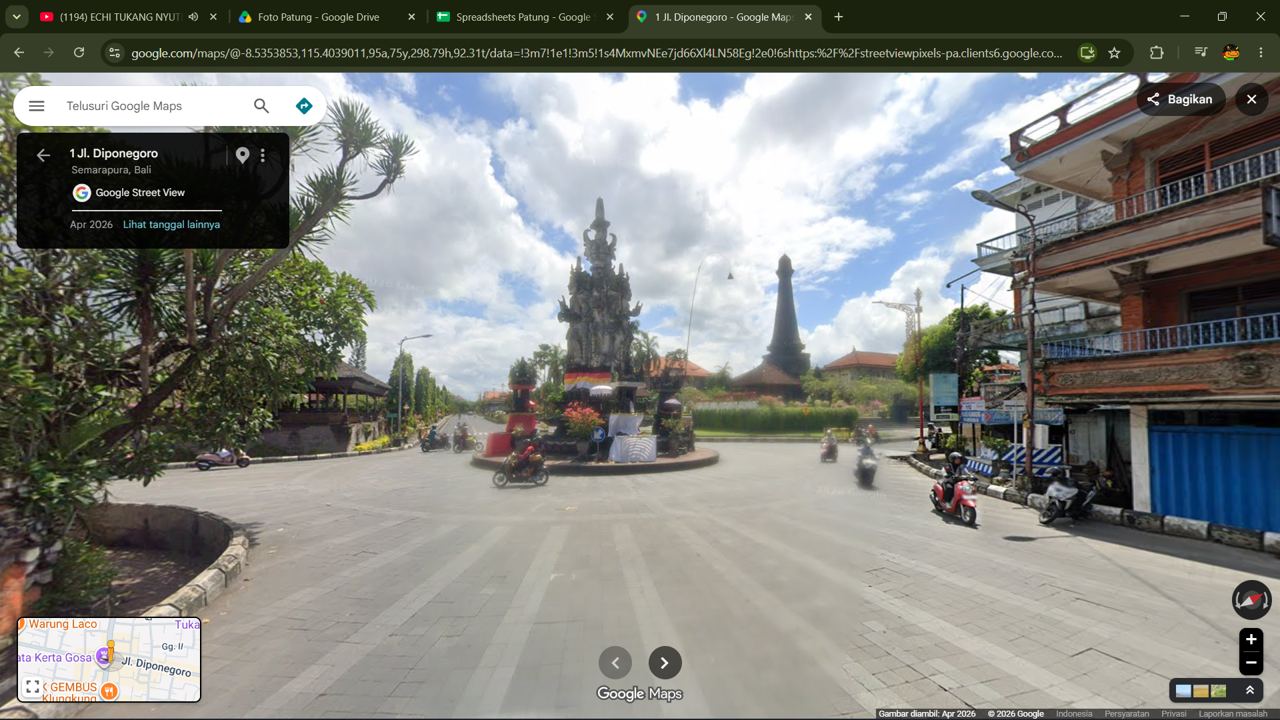 (1194) ECHI TUKANG NYUT
Foto Patung - Google Drive
Spreadsheets Patung - Google
1 Jl. Diponegoro - Google Maps
google.com/maps/@-8.5353853,115.4039011,95a,75y,298.79h,92.31t/data=!3m7!1e1!3m5!1s4MxmvNEe7jd66Xl4LN58Eg!2e0!6shttps:%2F%2Fstreetviewpixels-pa.clients6.google.co...
Telusuri Google Maps
Bagikan
1 Jl. Diponegoro
Semarapura, Bali
Google Street View
Apr 2026 Lihat tanggal lainnya
Warung Laco
Tuka
Gg. II
ata Kerta Gosa
Jl. Diponegoro
K GEMBUS
Klungkung
Google Maps
Gambar diambil: Apr 2026 © 2026 Google Indonesia Persyaratan Privasi Laporkan masalah